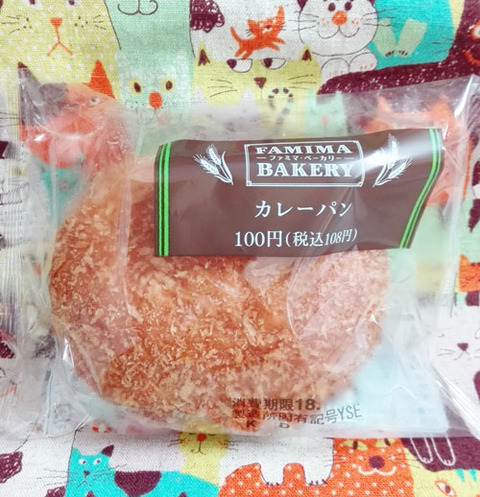 FAMIMA
ファミマ・ベーカリー
BAKERY
カレーパン
100円(税込108円)
消費期限18.
製造所固有記号YSE
K D